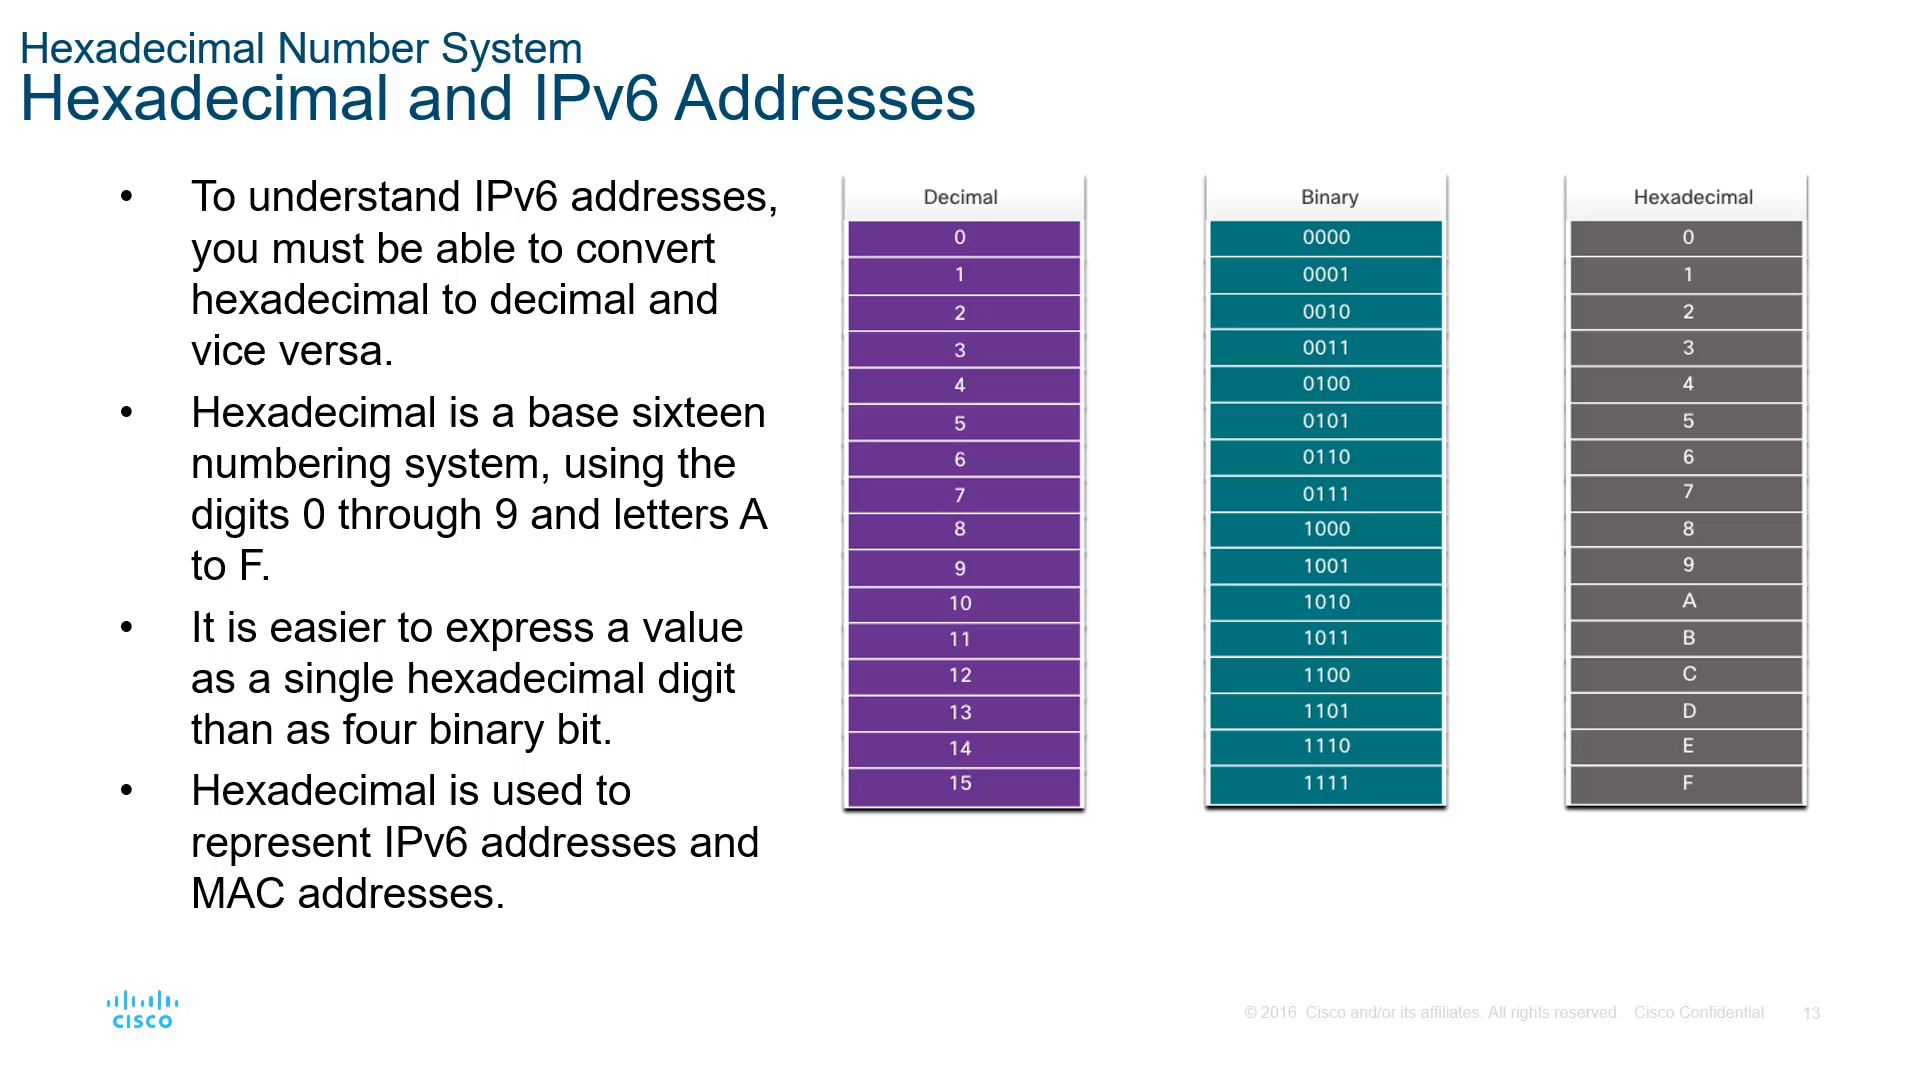 Hexadecimal Number System
Hexadecimal and IPv6 Addresses
• To understand IPv6 addresses,
you must be able to convert
hexadecimal to decimal and
vice versa.
• Hexadecimal is a base sixteen
numbering system, using the
digits 0 through 9 and letters A
to F.
• It is easier to express a value
as a single hexadecimal digit
than as four binary bit.
• Hexadecimal is used to
represent IPv6 addresses and
MAC addresses.
Decimal Binary Hexadecimal
0 0000 0
1 0001 1
2 0010 2
3 0011 3
4 0100 4
5 0101 5
6 0110 6
7 0111 7
8 1000 8
9 1001 9
10 1010 A
11 1011 B
12 1100 C
13 1101 D
14 1110 E
15 1111 F
CISCO
© 2016 Cisco and/or its affiliates. All rights reserved. Cisco Confidential 13